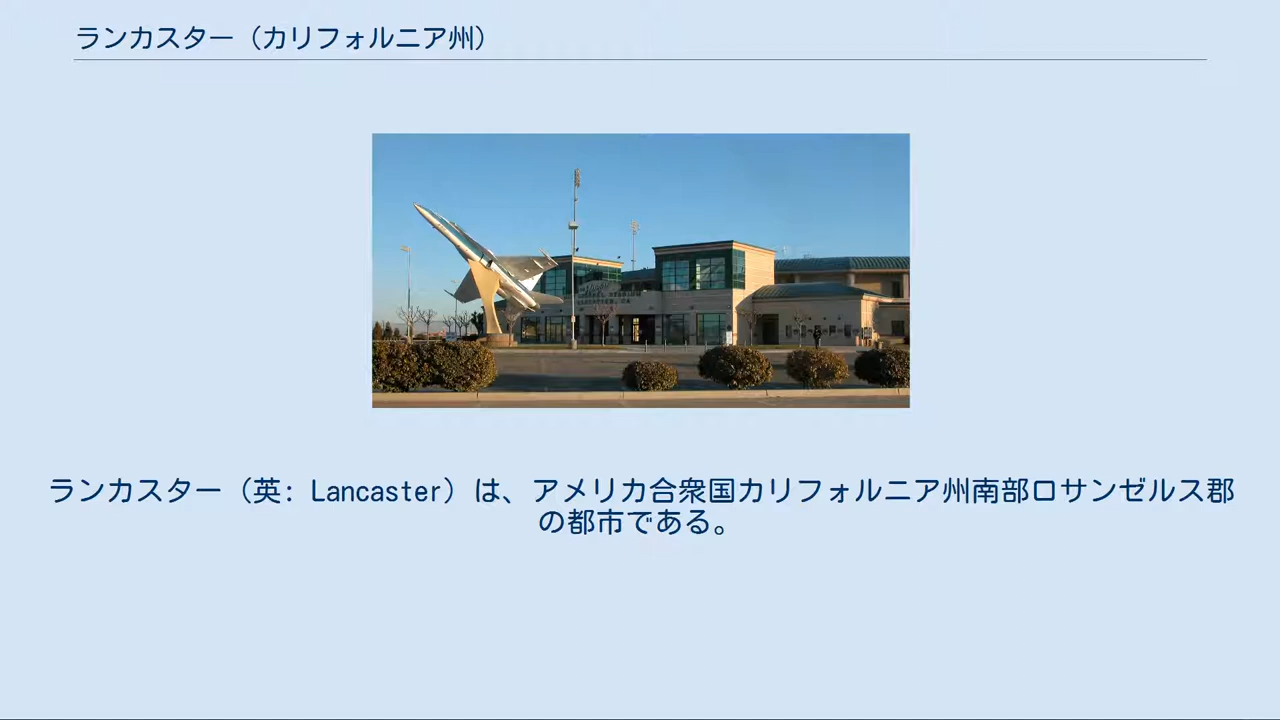 ランカスター（カリフォルニア州）
ランカスター（英: Lancaster）は、アメリカ合衆国カリフォルニア州南部ロサンゼルス郡
の都市である。